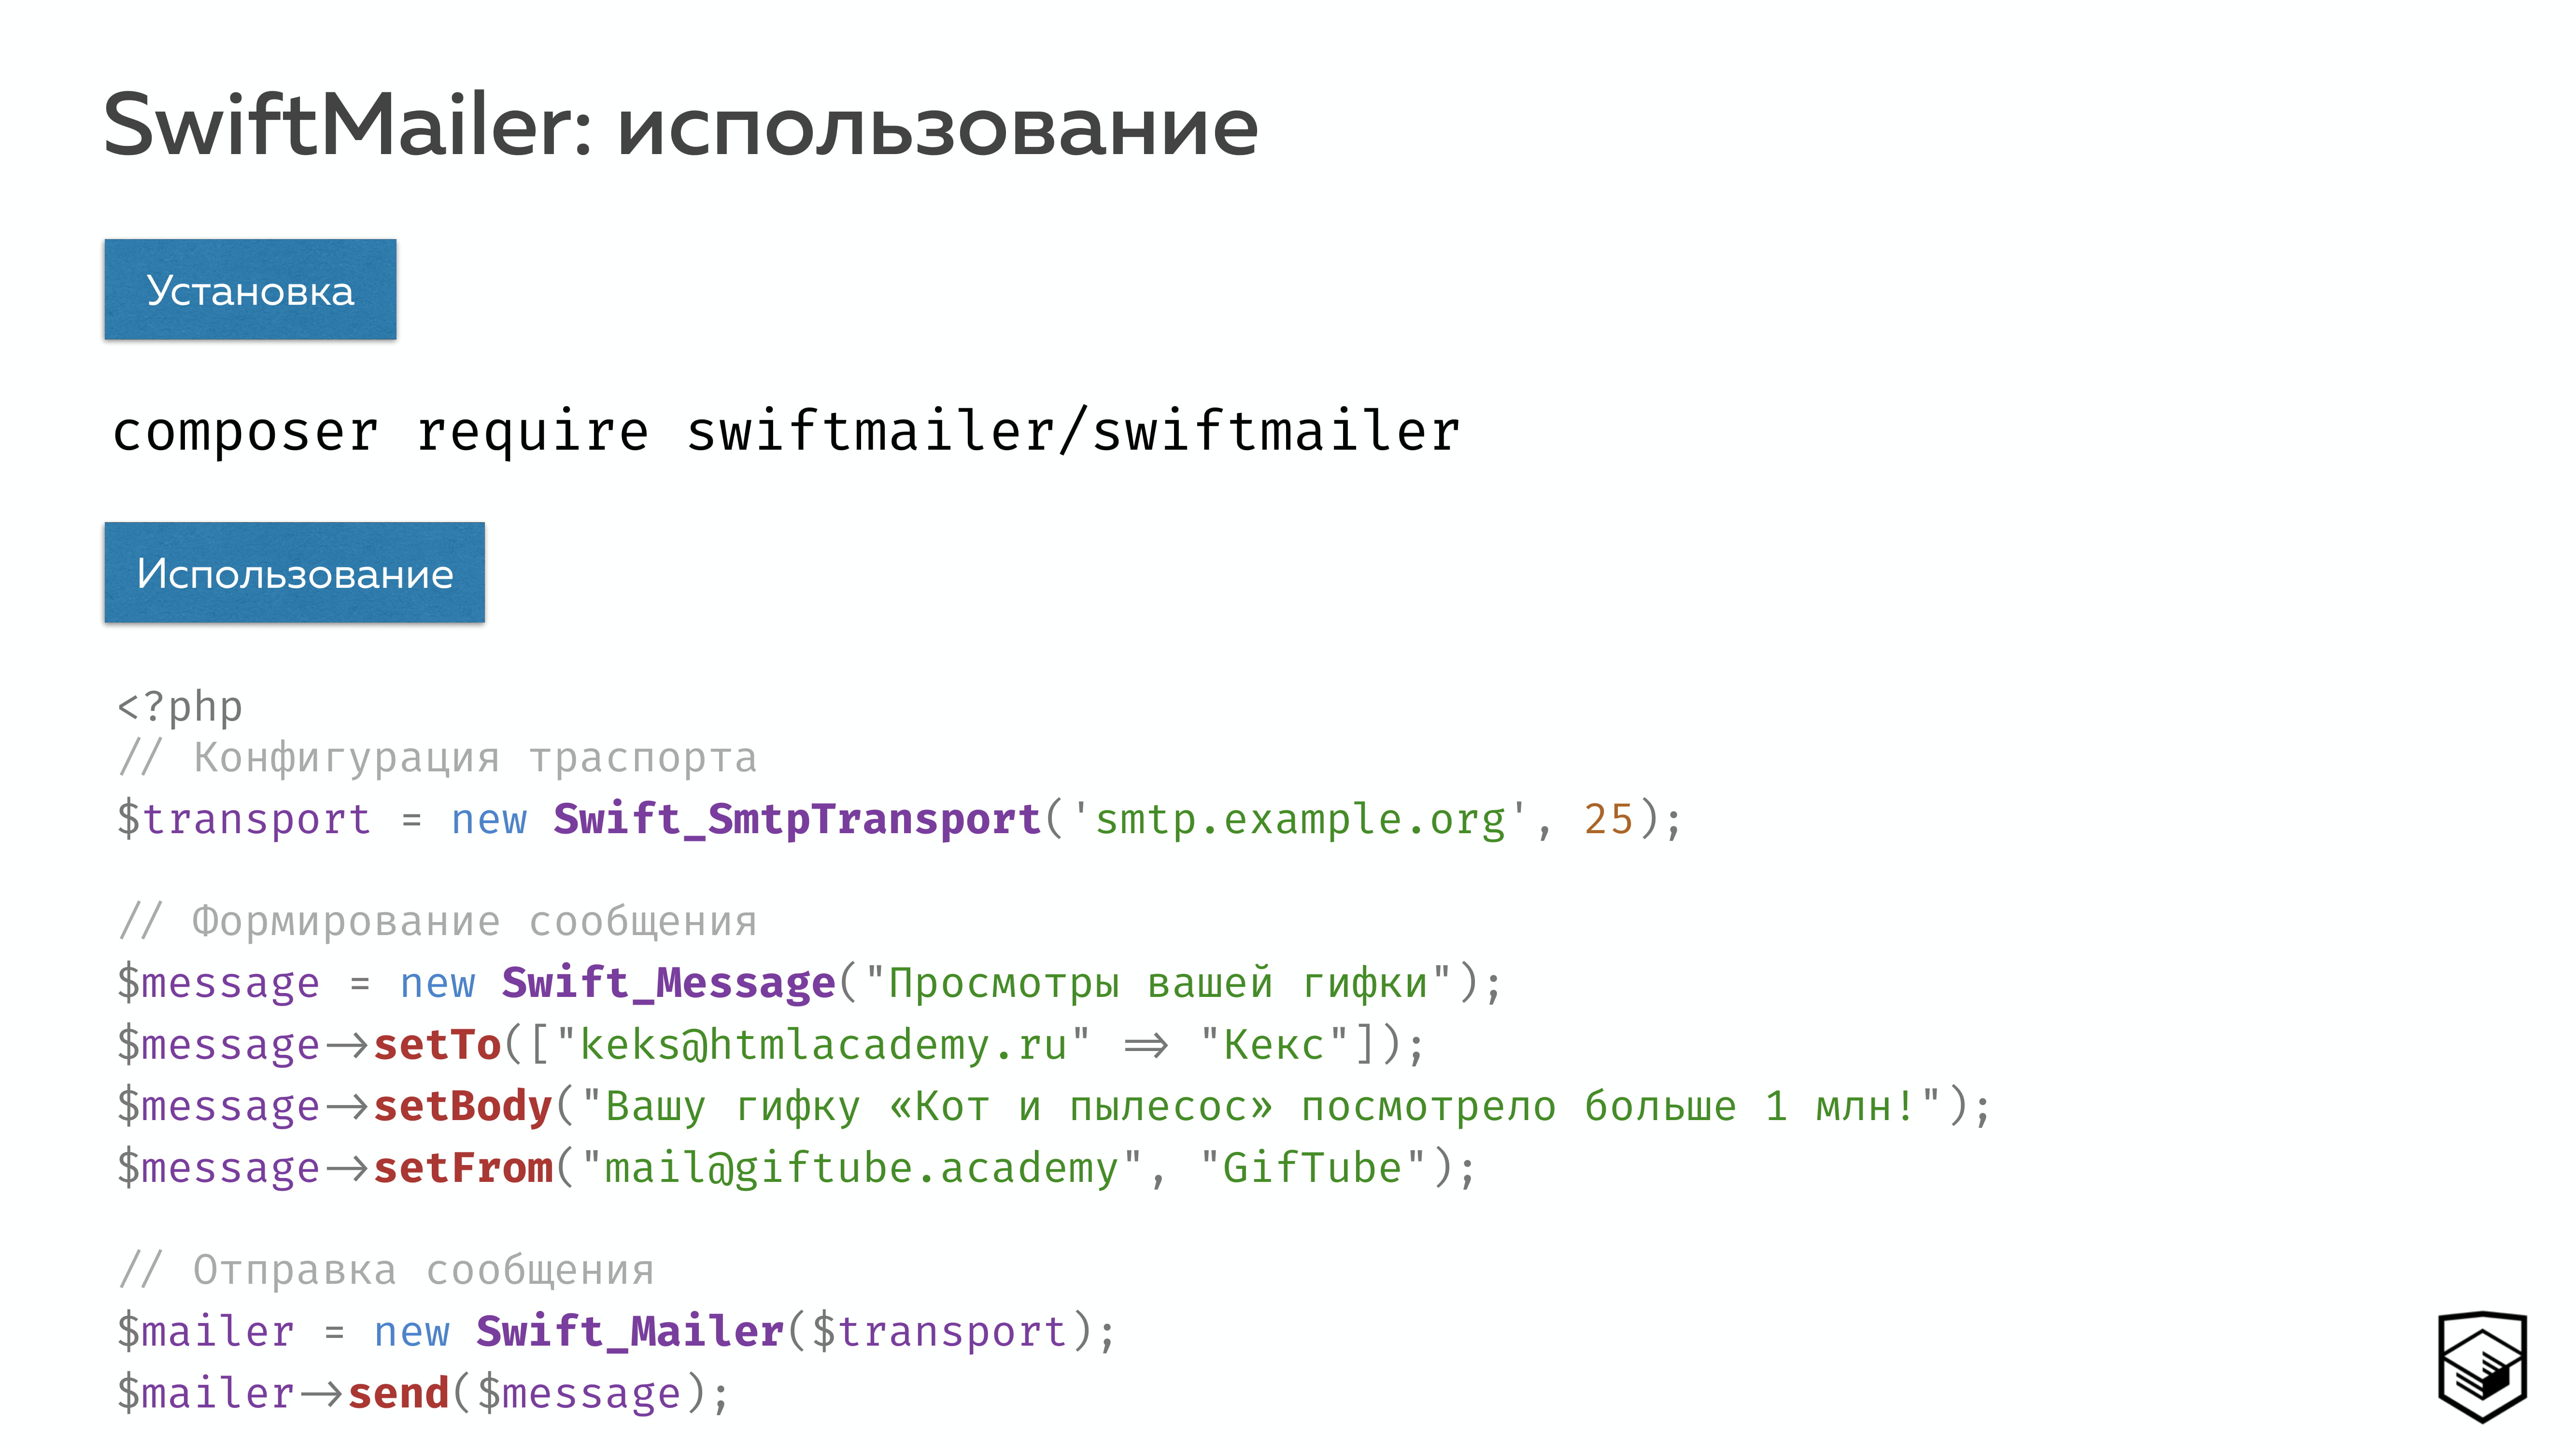 SwiftMailer: использование
Установка
composer require swiftmailer/swiftmailer
Использование
<?php
// Конфигурация траспорта
$transport = new Swift_SmtpTransport('smtp.example.org', 25);
// Формирование сообщения
$message = new Swift_Message("Просмотры вашей гифки");
$message->setTo(["keks@htmlacademy.ru" => "Кекс"]);
$message->setBody("Вашу гифку «Кот и пылесос» посмотрело больше 1 млн!");
$message->setFrom("mail@giftube.academy", "GifTube");
// Отправка сообщения
$mailer = new Swift_Mailer($transport);
$mailer->send($message);